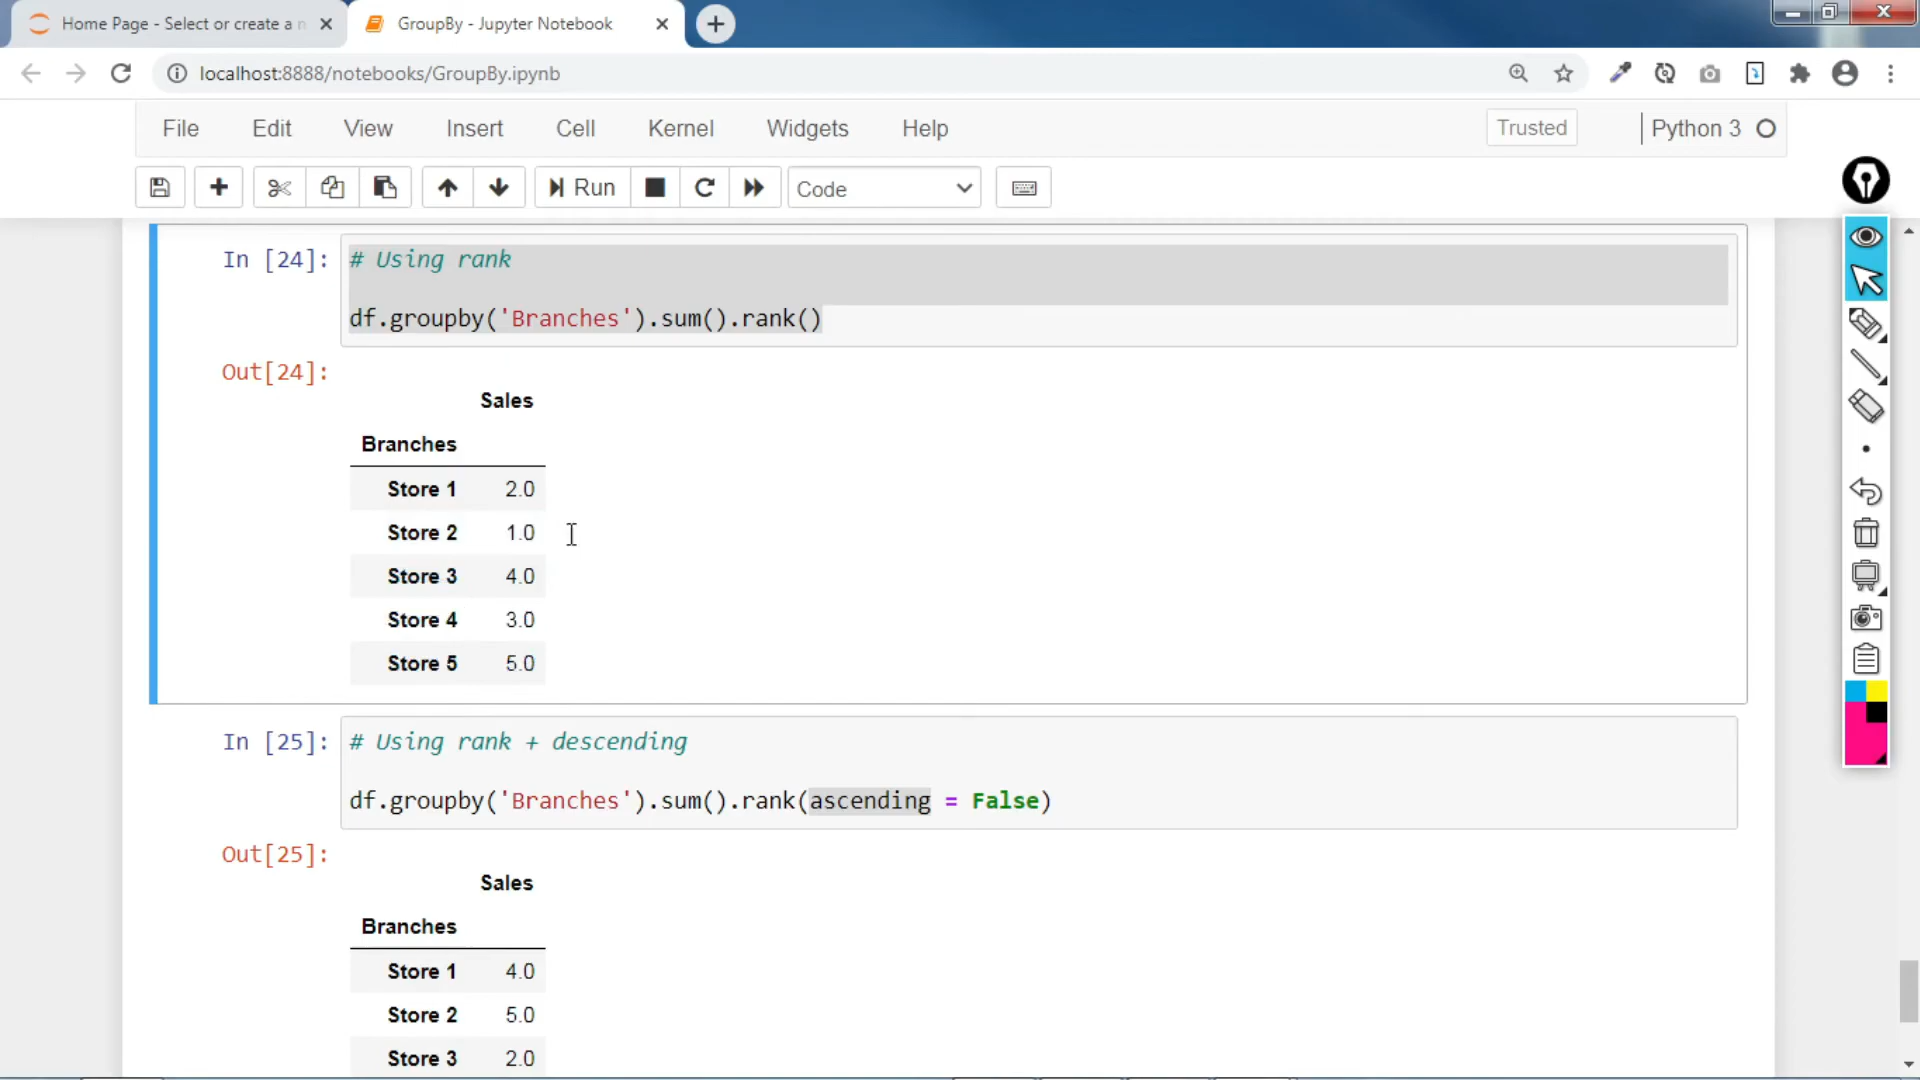 Home Page - Select or create a n
GroupBy - Jupyter Notebook
localhost:8888/notebooks/GroupBy.ipynb
File Edit View Insert Cell Kernel Widgets Help Trusted Python 3
Run Code
In [24]: # Using rank
df.groupby('Branches').sum().rank()
Out[24]:
Sales
Branches
Store 1 2.0
Store 2 1.0
Store 3 4.0
Store 4 3.0
Store 5 5.0
In [25]: # Using rank + descending
df.groupby('Branches').sum().rank(ascending = False)
Out[25]:
Sales
Branches
Store 1 4.0
Store 2 5.0
Store 3 2.0